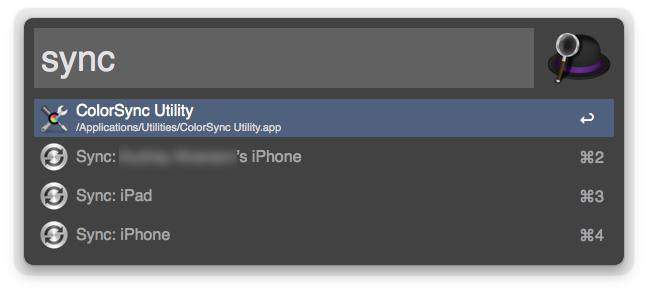 sync
ColorSync Utility
/Applications/Utilities/ColorSync Utility.app
↩
Sync: 's iPhone
⌘2
Sync: iPad
⌘3
Sync: iPhone
⌘4